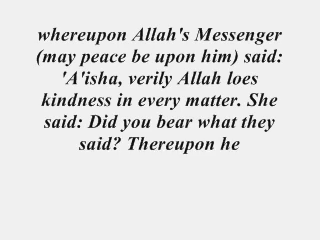 whereupon Allah's Messenger
(may peace be upon him) said:
'A'isha, verily Allah loes
kindness in every matter. She
said: Did you bear what they
said? Thereupon he